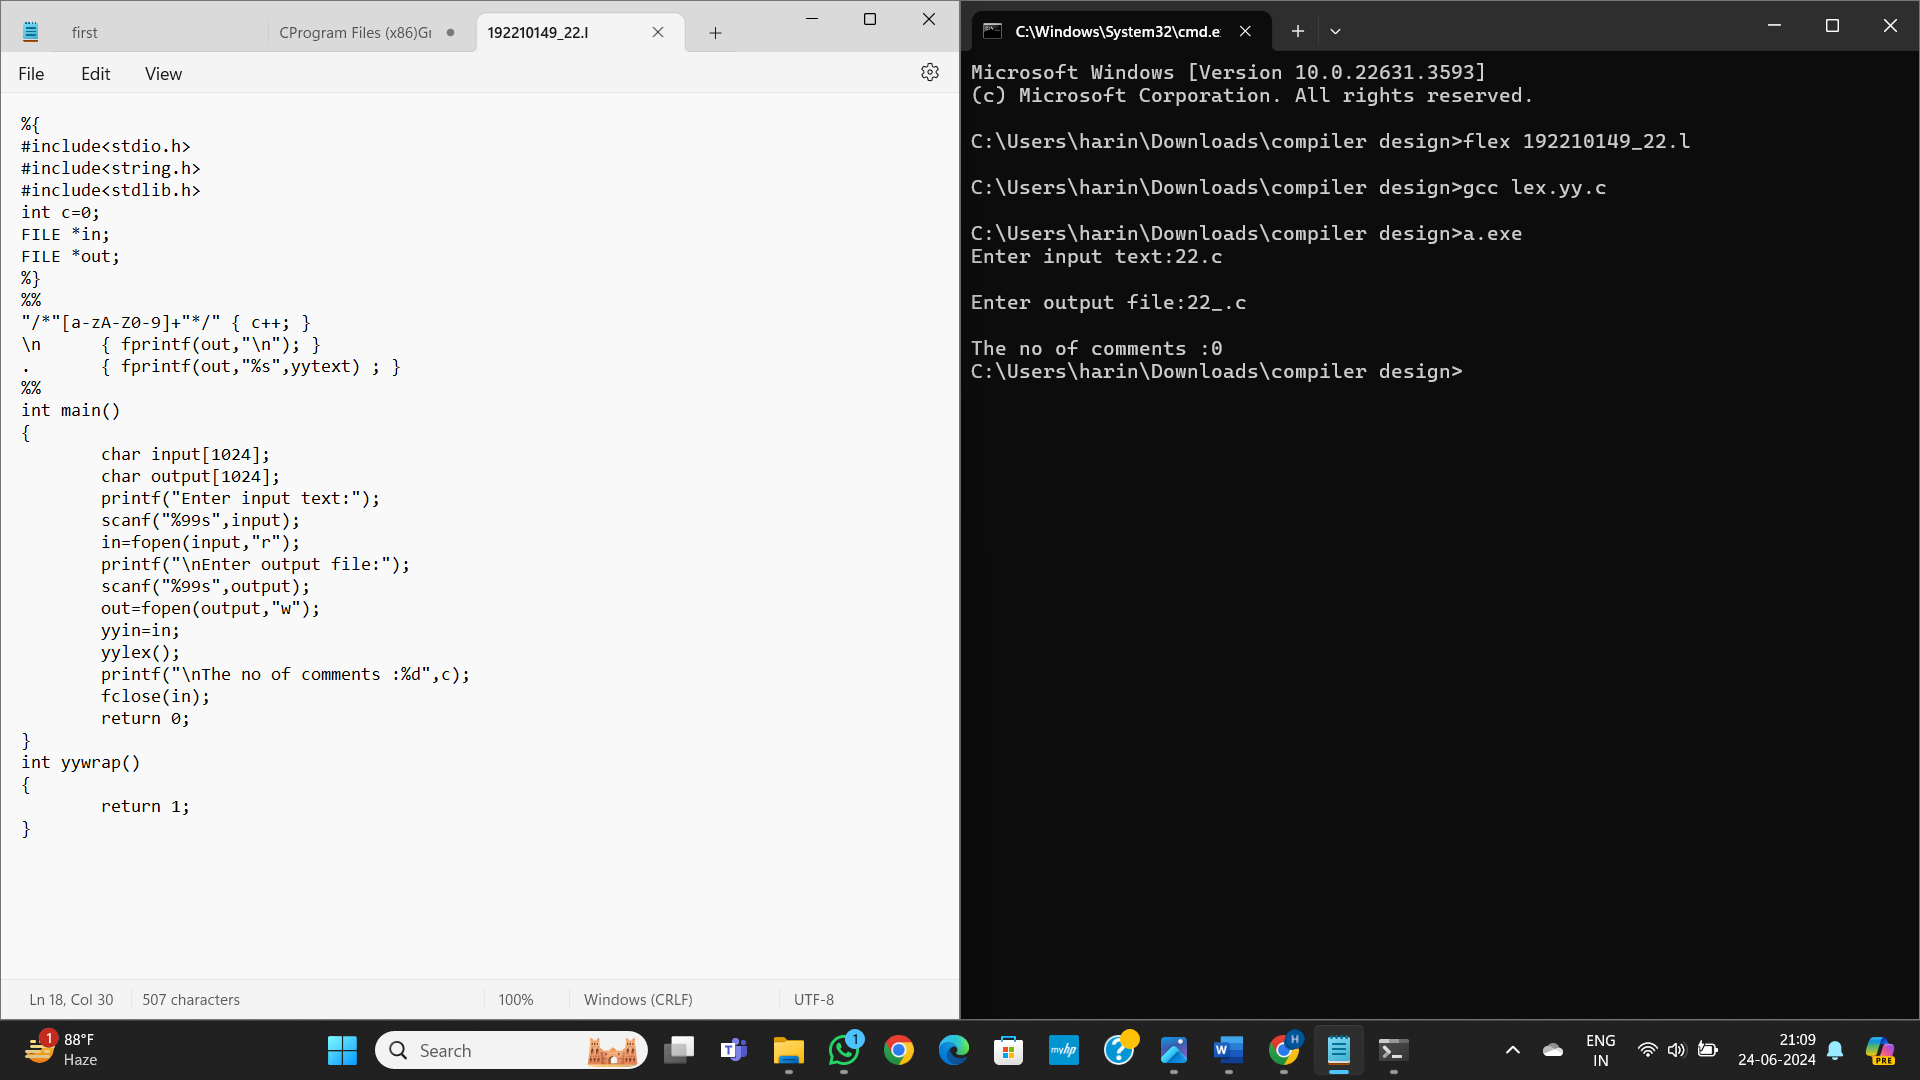 first
CProgram Files (x86)Gr
192210149_22.l
File Edit View
%{
#include<stdio.h>
#include<string.h>
#include<stdlib.h>
int c=0;
FILE *in;
FILE *out;
%}
%%
"/*"[a-zA-Z0-9]+"*/" { c++; }
\n      { fprintf(out,"\n"); }
.       { fprintf(out,"%s",yytext) ; }
%%
int main()
{
        char input[1024];
        char output[1024];
        printf("Enter input text:");
        scanf("%99s",input);
        in=fopen(input,"r");
        printf("\nEnter output file:");
        scanf("%99s",output);
        out=fopen(output,"w");
        yyin=in;
        yylex();
        printf("\nThe no of comments :%d",c);
        fclose(in);
        return 0;
}
int yywrap()
{
        return 1;
}
Ln 18, Col 30
507 characters
100%
Windows (CRLF)
UTF-8
C:\Windows\System32\cmd.e
Microsoft Windows [Version 10.0.22631.3593]
(c) Microsoft Corporation. All rights reserved.
C:\Users\harin\Downloads\compiler design>flex 192210149_22.l
C:\Users\harin\Downloads\compiler design>gcc lex.yy.c
C:\Users\harin\Downloads\compiler design>a.exe
Enter input text:22.c
Enter output file:22_.c
The no of comments :0
C:\Users\harin\Downloads\compiler design>
1
88°F
Haze
Search
T
1
myhp
?
W
H
ENG
IN
21:09
24-06-2024
PRE